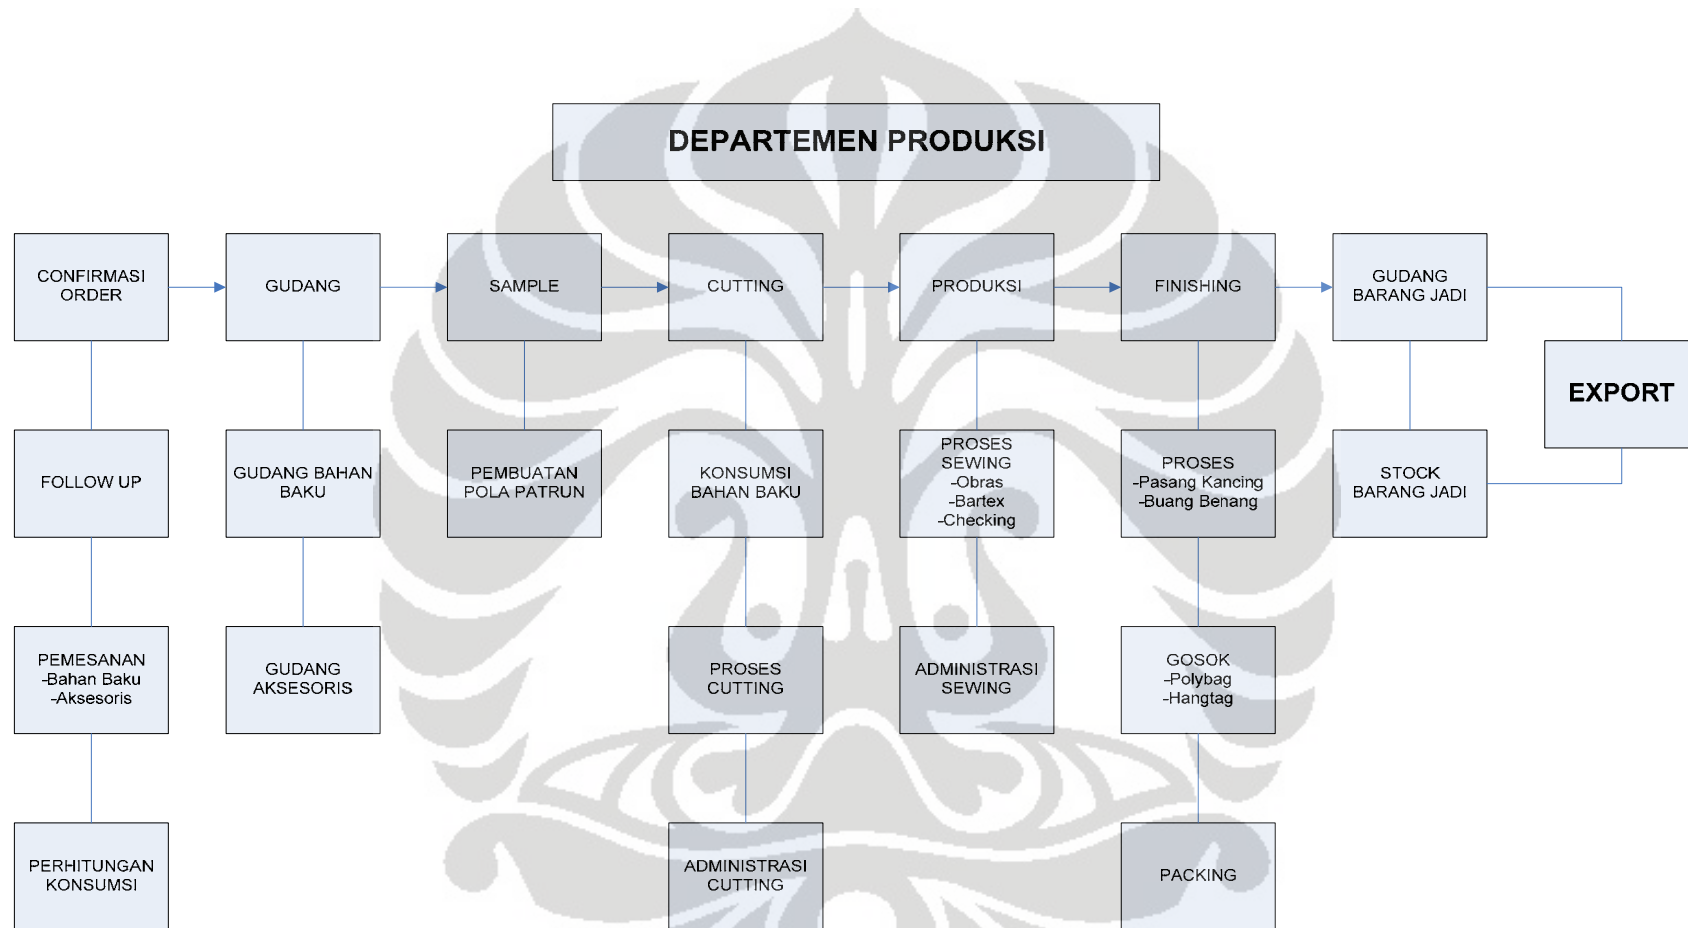 DEPARTEMEN PRODUKSI
CONFIRMASI
ORDER
GUDANG
SAMPLE
CUTTING
PRODUKSI
FINISHING
GUDANG
BARANG JADI
EXPORT
FOLLOW UP
GUDANG BAHAN
BAKU
PEMBUATAN
POLA PATRUN
KONSUMSI
BAHAN BAKU
PROSES
SEWING
-Obras
-Bartex
-Checking
PROSES
-Pasang Kancing
-Buang Benang
STOCK
BARANG JADI
PEMESANAN
-Bahan Baku
-Aksesoris
GUDANG
AKSESORIS
PROSES
CUTTING
ADMINISTRASI
SEWING
GOSOK
-Polybag
-Hangtag
PERHITUNGAN
KONSUMSI
ADMINISTRASI
CUTTING
PACKING